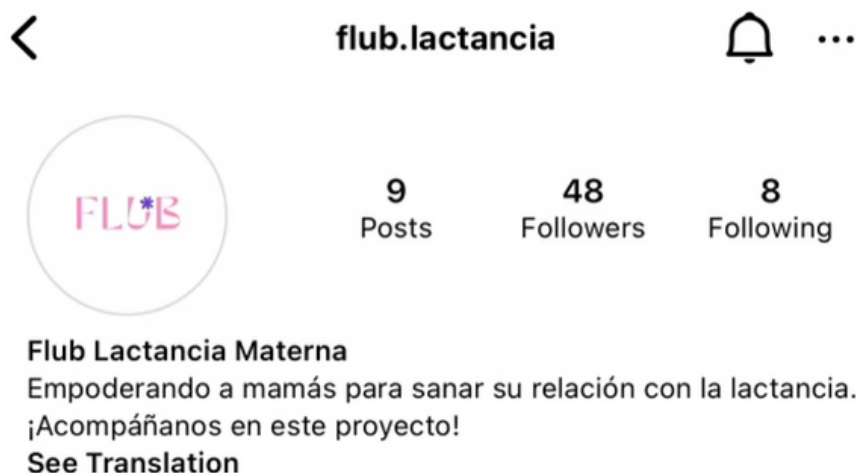 flub.lactancia
FLUB
9 48 8
Posts Followers Following
Flub Lactancia Materna
Empoderando a mamás para sanar su relación con la lactancia.
¡Acompáñanos en este proyecto!
See Translation